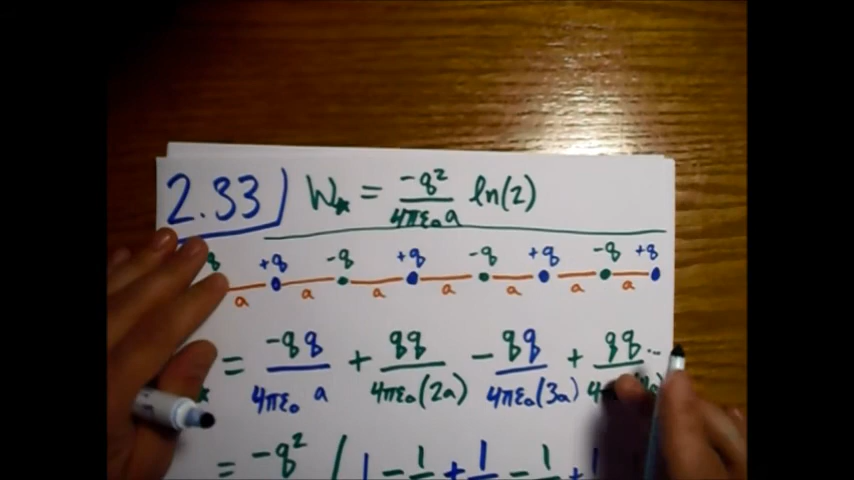 2.33) W★ = -q² / 4πε₀a ln(2)
q +q -q +q -q +q -q +q
a a a a a a a
= -qq / 4πε₀ a + qq / 4πε₀(2a) - qq / 4πε₀(3a) + qq ...
= -q² ( 1 - 1 + 1 - 1 +